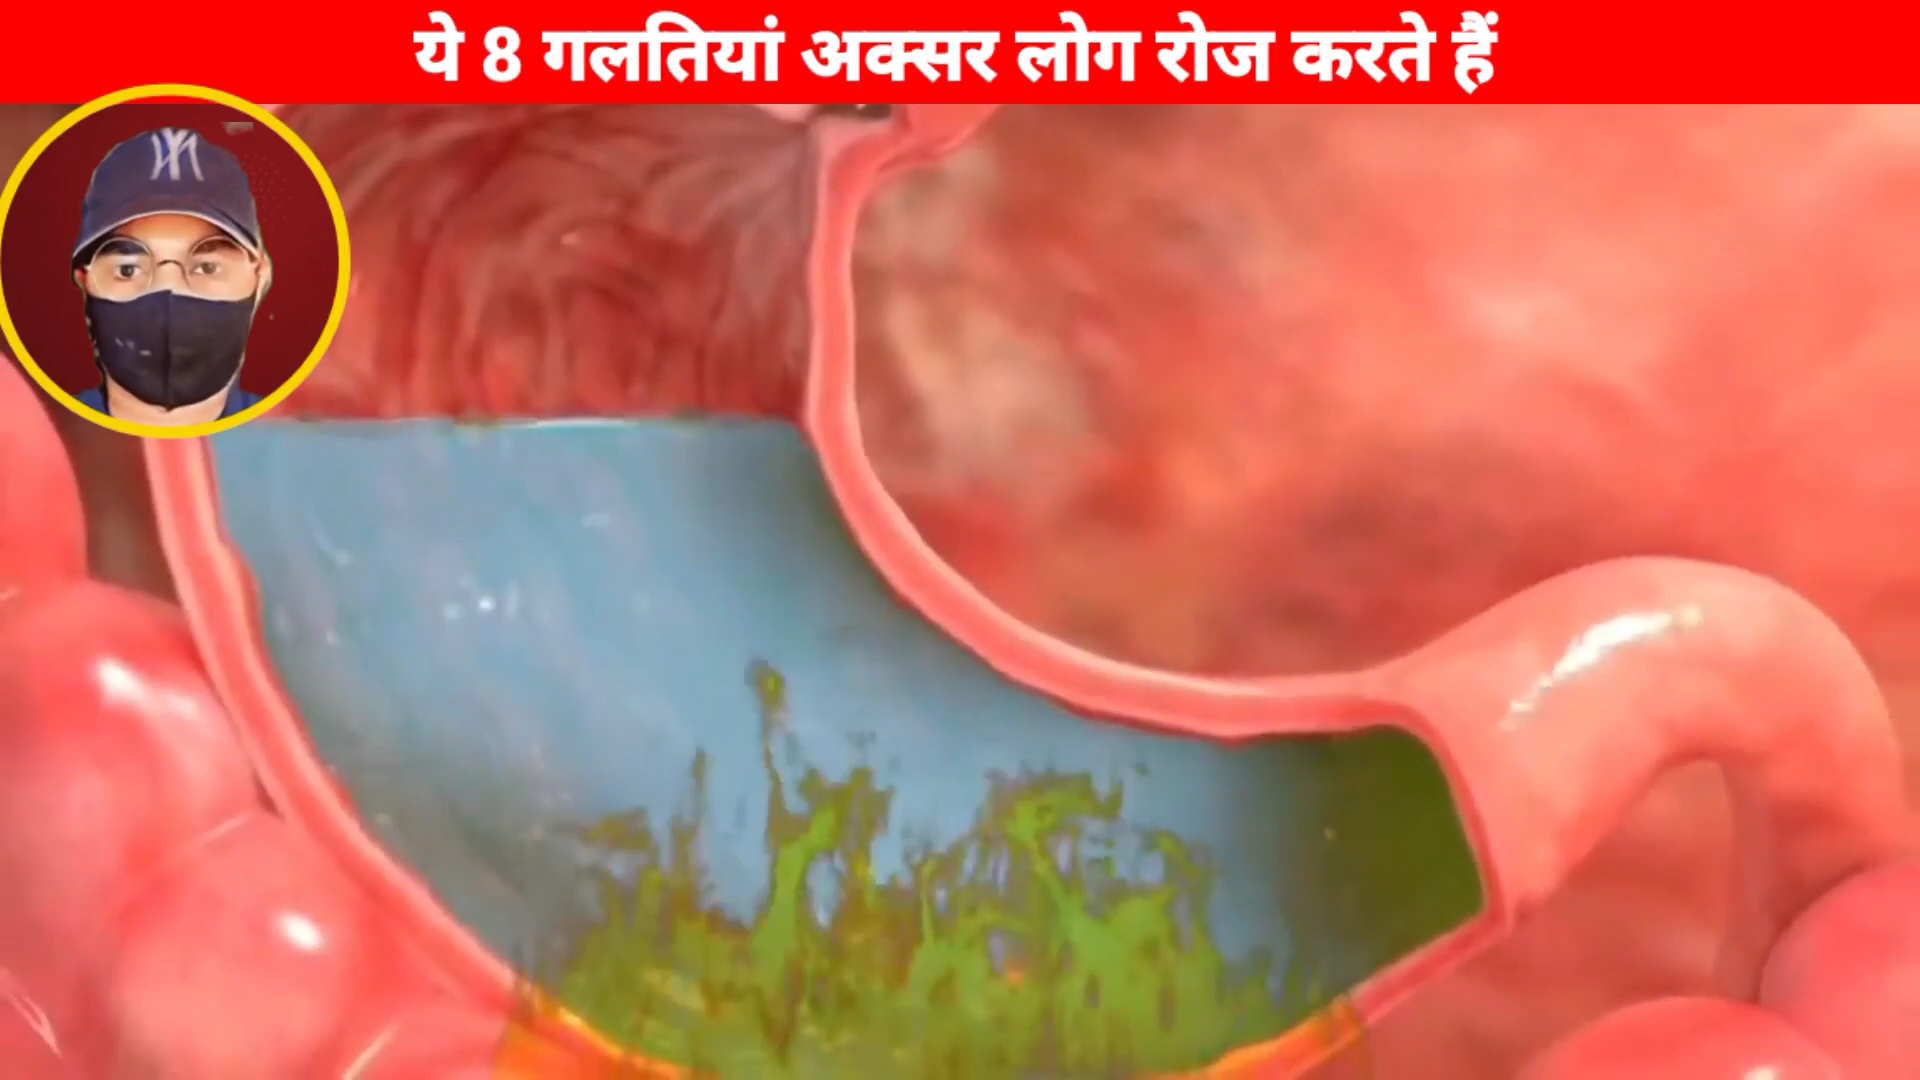 ये 8 गलतियां अक्सर लोग रोज करते हैं